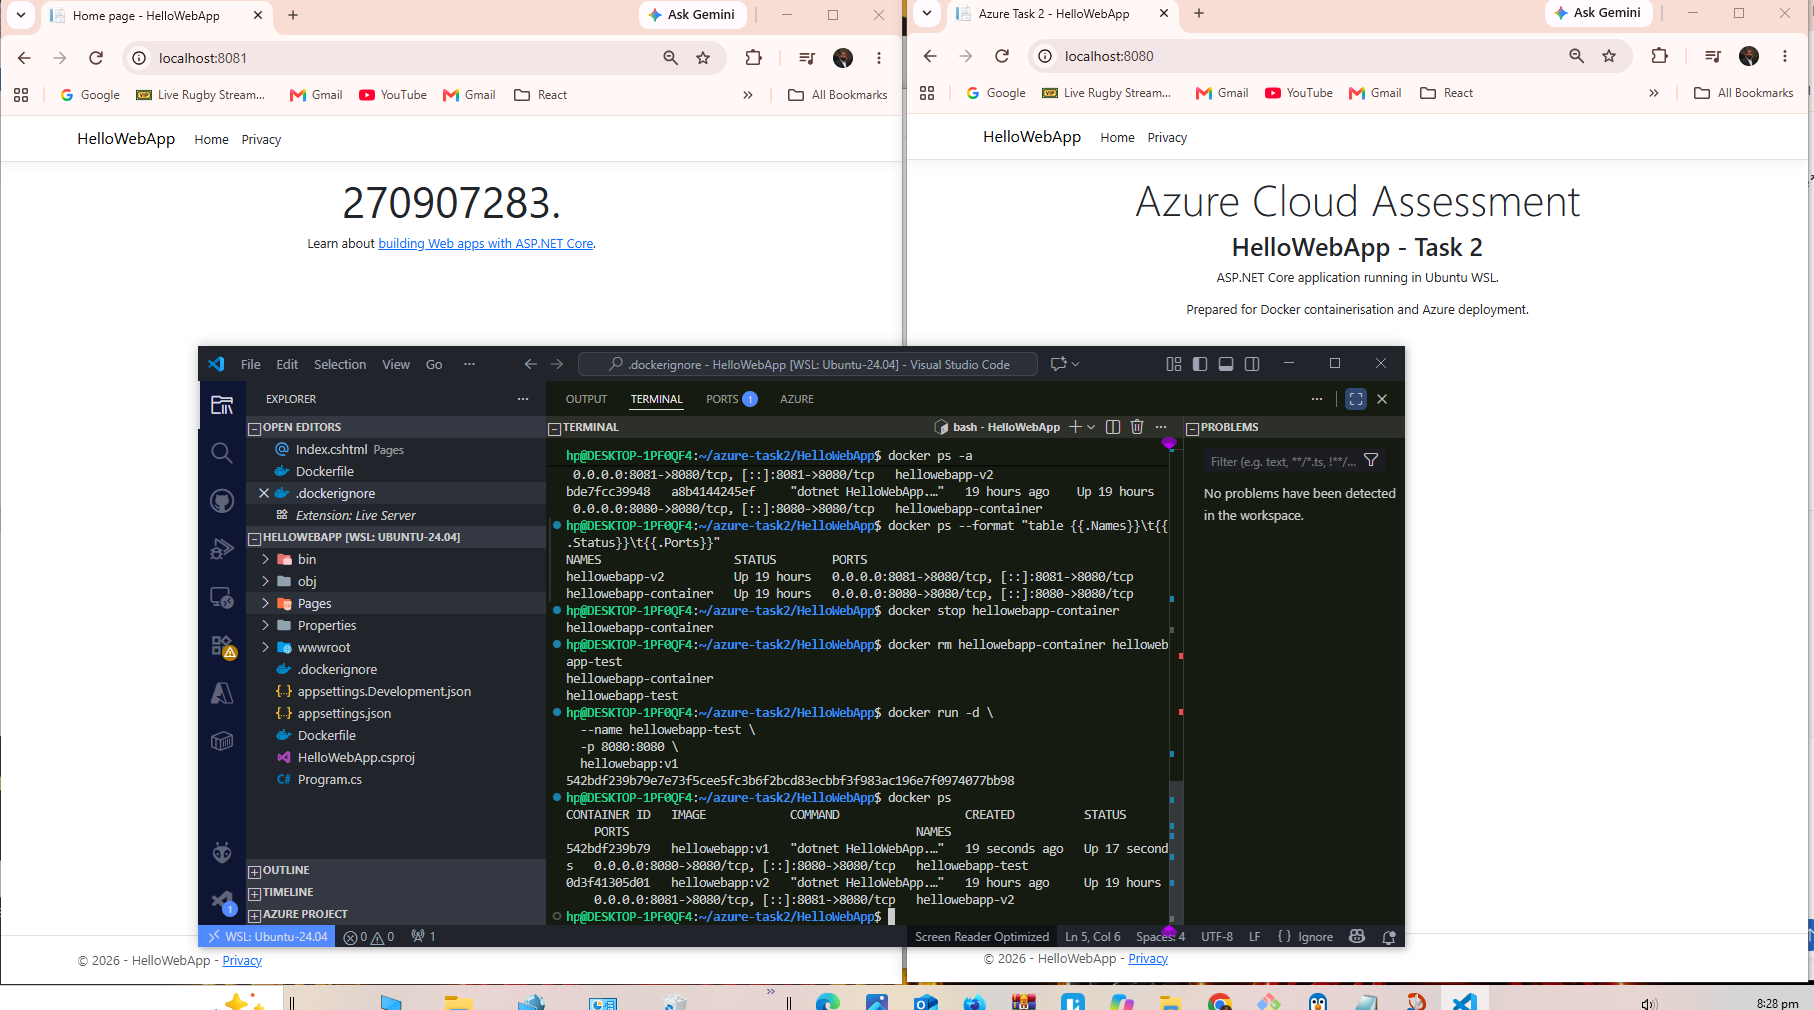 Home page - HelloWebApp
Ask Gemini
localhost:8081
Google
Live Rugby Stream...
Gmail
YouTube
Gmail
React
»
All Bookmarks
HelloWebApp
Home
Privacy
270907283.
Learn about building Web apps with ASP.NET Core.
© 2026 - HelloWebApp - Privacy
Azure Task 2 - HelloWebApp
Ask Gemini
localhost:8080
Google
Live Rugby Stream...
Gmail
YouTube
Gmail
React
»
All Bookmarks
HelloWebApp
Home
Privacy
Azure Cloud Assessment
HelloWebApp - Task 2
ASP.NET Core application running in Ubuntu WSL.
Prepared for Docker containerisation and Azure deployment.
© 2026 - HelloWebApp - Privacy
File Edit Selection View Go ···
.dockerignore - HelloWebApp [WSL: Ubuntu-24.04] - Visual Studio Code
EXPLORER
OPEN EDITORS
Index.cshtml Pages
Dockerfile
.dockerignore
Extension: Live Server
HELLOWEBAPP [WSL: UBUNTU-24.04]
bin
obj
Pages
Properties
wwwroot
.dockerignore
appsettings.Development.json
appsettings.json
Dockerfile
HelloWebApp.csproj
Program.cs
OUTLINE
TIMELINE
AZURE PROJECT
OUTPUT TERMINAL PORTS 1 AZURE
TERMINAL
bash - HelloWebApp
hp@DESKTOP-1PF0QF4:~/azure-task2/HelloWebApp$ docker ps -a
0.0.0.0:8081->8080/tcp, [::]:8081->8080/tcp hellowebapp-v2
bde7fcc39948 a8b4144245ef "dotnet HelloWebApp.…" 19 hours ago Up 19 hours
0.0.0.0:8080->8080/tcp, [::]:8080->8080/tcp hellowebapp-container
hp@DESKTOP-1PF0QF4:~/azure-task2/HelloWebApp$ docker ps --format "table {{.Names}}\t{{
.Status}}\t{{.Ports}}"
NAMES STATUS PORTS
hellowebapp-v2 Up 19 hours 0.0.0.0:8081->8080/tcp, [::]:8081->8080/tcp
hellowebapp-container Up 19 hours 0.0.0.0:8080->8080/tcp, [::]:8080->8080/tcp
hp@DESKTOP-1PF0QF4:~/azure-task2/HelloWebApp$ docker stop hellowebapp-container
hellowebapp-container
hp@DESKTOP-1PF0QF4:~/azure-task2/HelloWebApp$ docker rm hellowebapp-container helloweb
app-test
hellowebapp-container
hellowebapp-test
hp@DESKTOP-1PF0QF4:~/azure-task2/HelloWebApp$ docker run -d \
--name hellowebapp-test \
-p 8080:8080 \
hellowebapp:v1
542bdf239b79e7e73f5cee5fc3b6f2bcd83ecbbf3f983ac196e7f0974077bb98
hp@DESKTOP-1PF0QF4:~/azure-task2/HelloWebApp$ docker ps
CONTAINER ID IMAGE COMMAND CREATED STATUS
PORTS NAMES
542bdf239b79 hellowebapp:v1 "dotnet HelloWebApp.…" 19 seconds ago Up 17 second
s 0.0.0.0:8080->8080/tcp, [::]:8080->8080/tcp hellowebapp-test
0d3f41305d01 hellowebapp:v2 "dotnet HelloWebApp.…" 19 hours ago Up 19 hours
0.0.0.0:8081->8080/tcp, [::]:8081->8080/tcp hellowebapp-v2
hp@DESKTOP-1PF0QF4:~/azure-task2/HelloWebApp$
PROBLEMS
Filter (e.g. text, **/*.ts, !**/...
No problems have been detected
in the workspace.
1
WSL: Ubuntu-24.04
0 0 1
Screen Reader Optimized Ln 5, Col 6 Spaces: 4 UTF-8 LF { } Ignore
8:28 pm